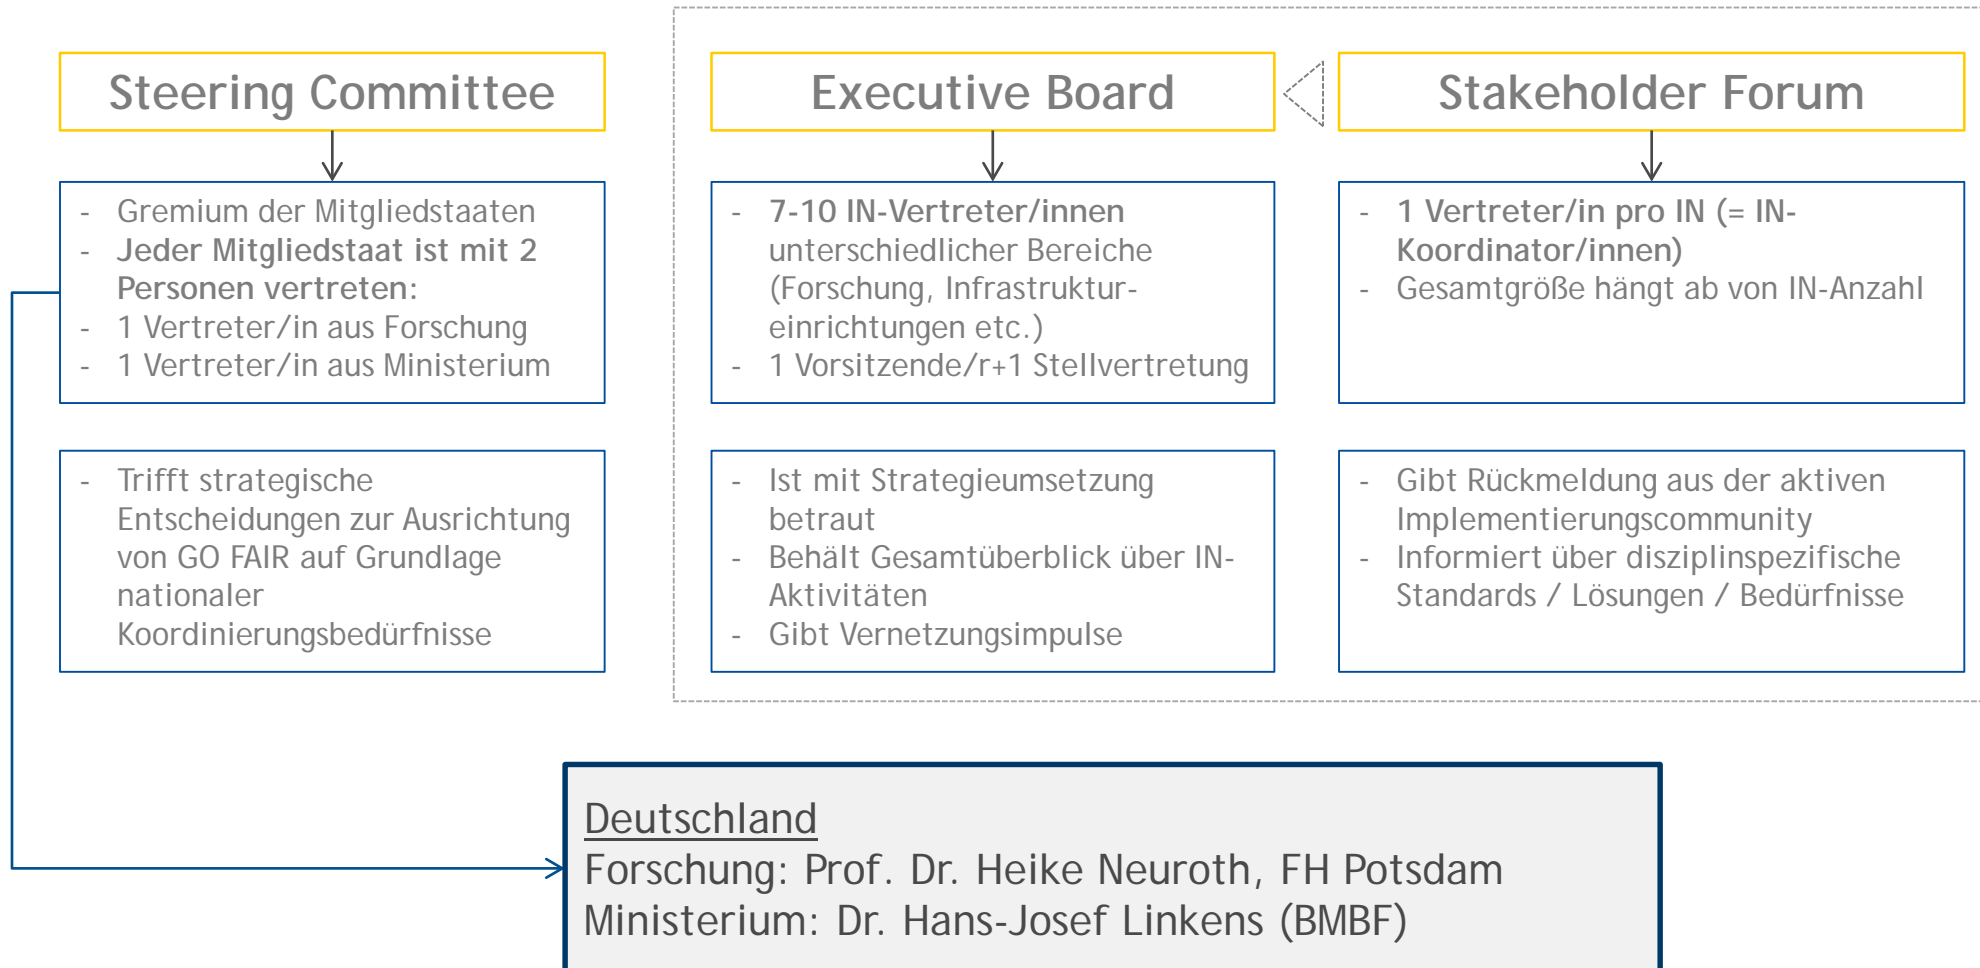 Steering Committee
- Gremium der Mitgliedstaaten
- Jeder Mitgliedstaat ist mit 2
Personen vertreten:
- 1 Vertreter/in aus Forschung
- 1 Vertreter/in aus Ministerium
- Trifft strategische
Entscheidungen zur Ausrichtung
von GO FAIR auf Grundlage
nationaler
Koordinierungsbedürfnisse
Executive Board
- 7-10 IN-Vertreter/innen
unterschiedlicher Bereiche
(Forschung, Infrastruktur-
einrichtungen etc.)
- 1 Vorsitzende/r+1 Stellvertretung
- Ist mit Strategieumsetzung
betraut
- Behält Gesamtüberblick über IN-
Aktivitäten
- Gibt Vernetzungsimpulse
Stakeholder Forum
- 1 Vertreter/in pro IN (= IN-
Koordinator/innen)
- Gesamtgröße hängt ab von IN-Anzahl
- Gibt Rückmeldung aus der aktiven
Implementierungscommunity
- Informiert über disziplinspezifische
Standards / Lösungen / Bedürfnisse
Deutschland
Forschung: Prof. Dr. Heike Neuroth, FH Potsdam
Ministerium: Dr. Hans-Josef Linkens (BMBF)